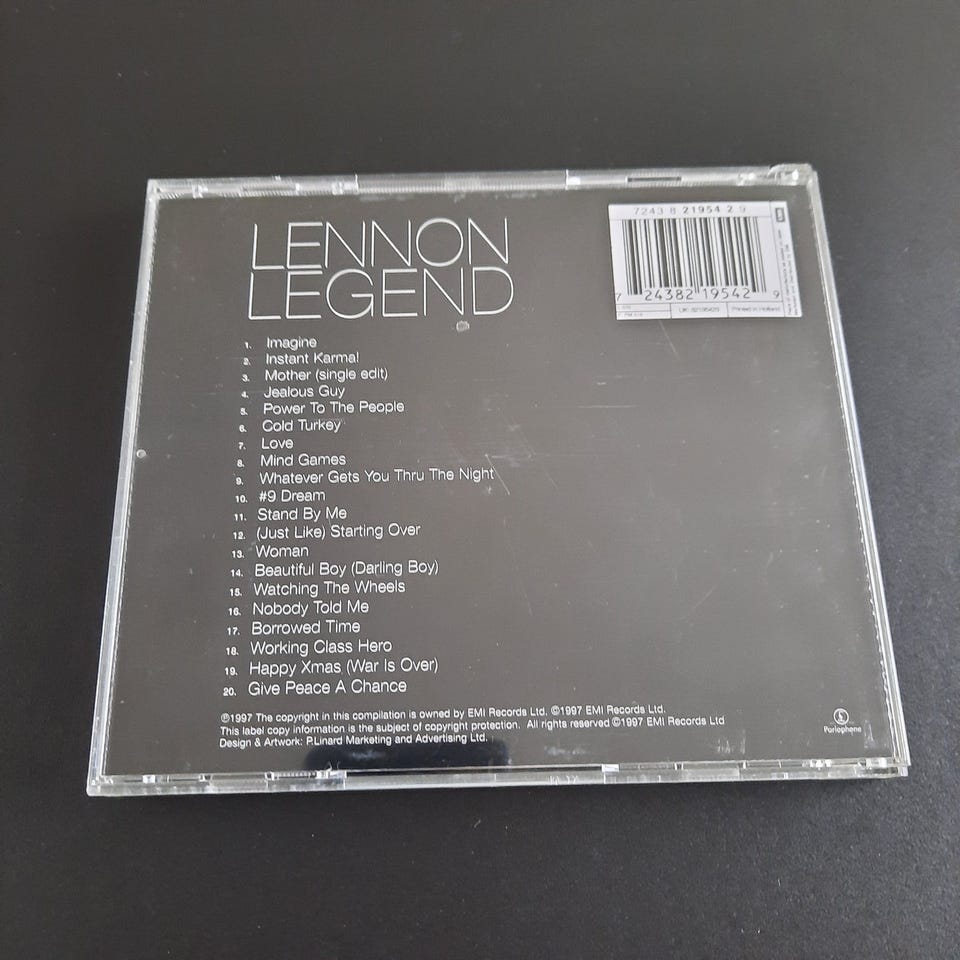 LENNON
LEGEND
7243 8 21954 2 9
7 24382 19542 9
UK: 8219542
Printed in Holland
1. Imagine
2. Instant Karma!
3. Mother (single edit)
4. Jealous Guy
5. Power To The People
6. Cold Turkey
7. Love
8. Mind Games
9. Whatever Gets You Thru The Night
10. #9 Dream
11. Stand By Me
12. (Just Like) Starting Over
13. Woman
14. Beautiful Boy (Darling Boy)
15. Watching The Wheels
16. Nobody Told Me
17. Borrowed Time
18. Working Class Hero
19. Happy Xmas (War Is Over)
20. Give Peace A Chance
℗1997 The copyright in this compilation is owned by EMI Records Ltd. ©1997 EMI Records Ltd.
This label copy information is the subject of copyright protection. All rights reserved ©1997 EMI Records Ltd
Design & Artwork: P.Linard Marketing and Advertising Ltd.
£
Parlophone